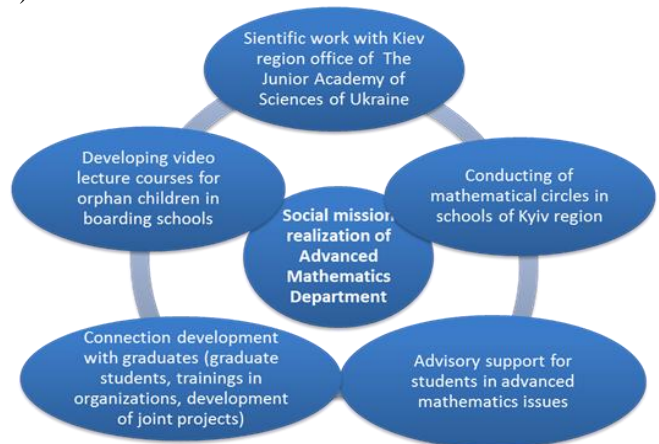 Sientific work with Kiev
region office of The
Junior Academy of
Sciences of Ukraine
Developing video
lecture courses for
orphan children in
boarding schools
Conducting of
mathematical circles in
schools of Kyiv region
Social mission
realization of
Advanced
Mathematics
Department
Connection development
with graduates (graduate
students, trainings in
organizations, development
of joint projects)
Advisory support for
students in advanced
mathematics issues